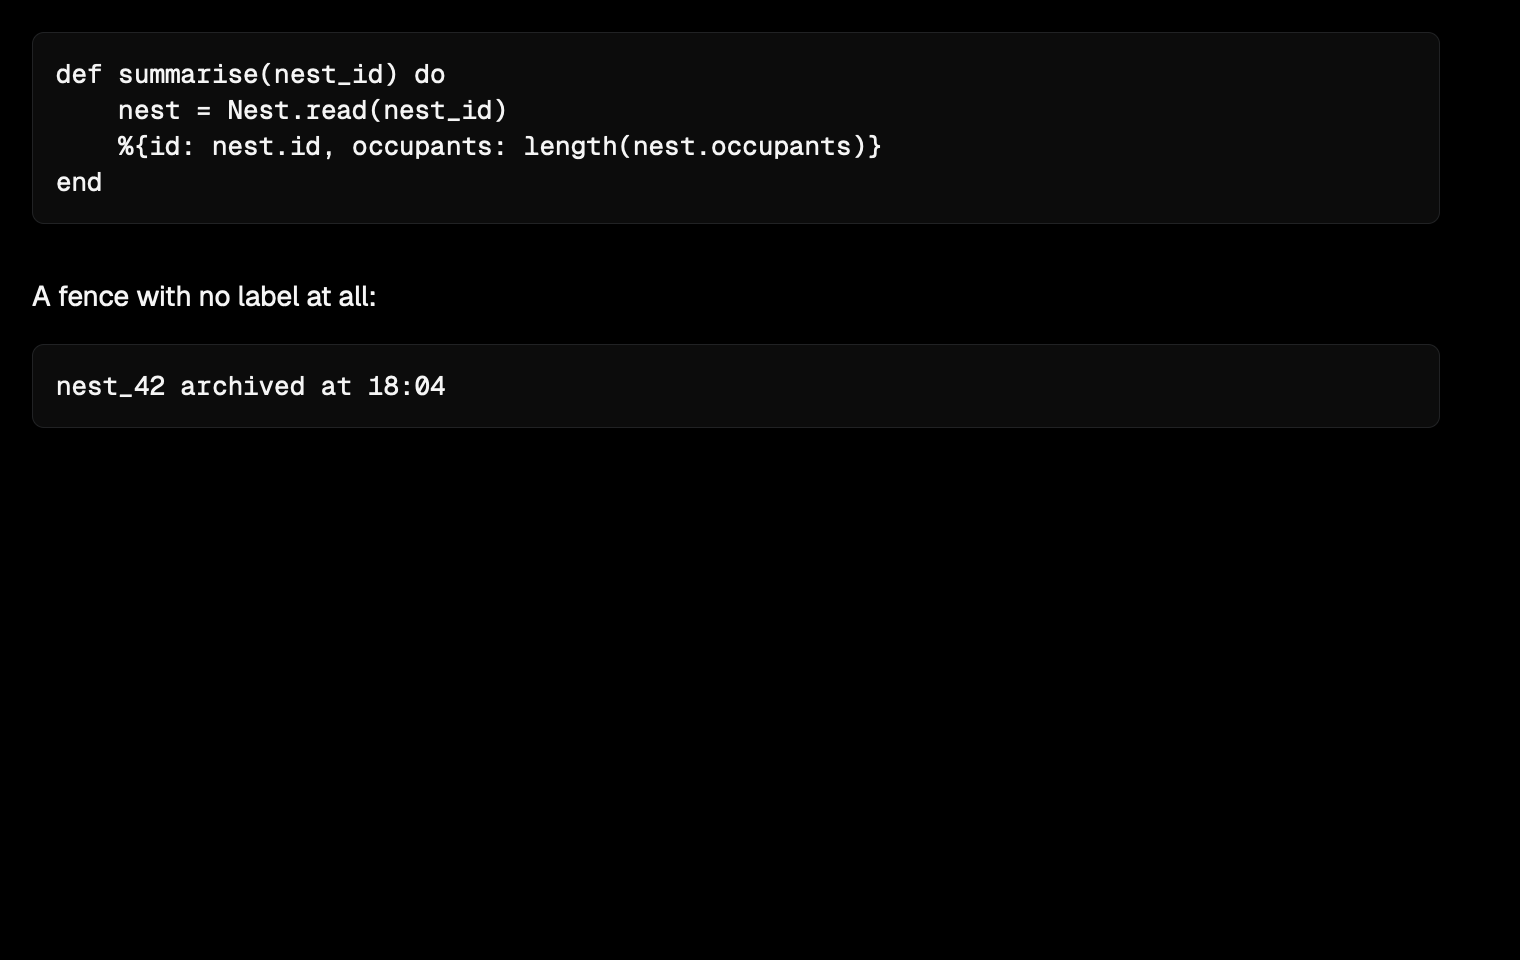 def summarise(nest_id) do
    nest = Nest.read(nest_id)
    %{id: nest.id, occupants: length(nest.occupants)}
end
A fence with no label at all:
nest_42 archived at 18:04